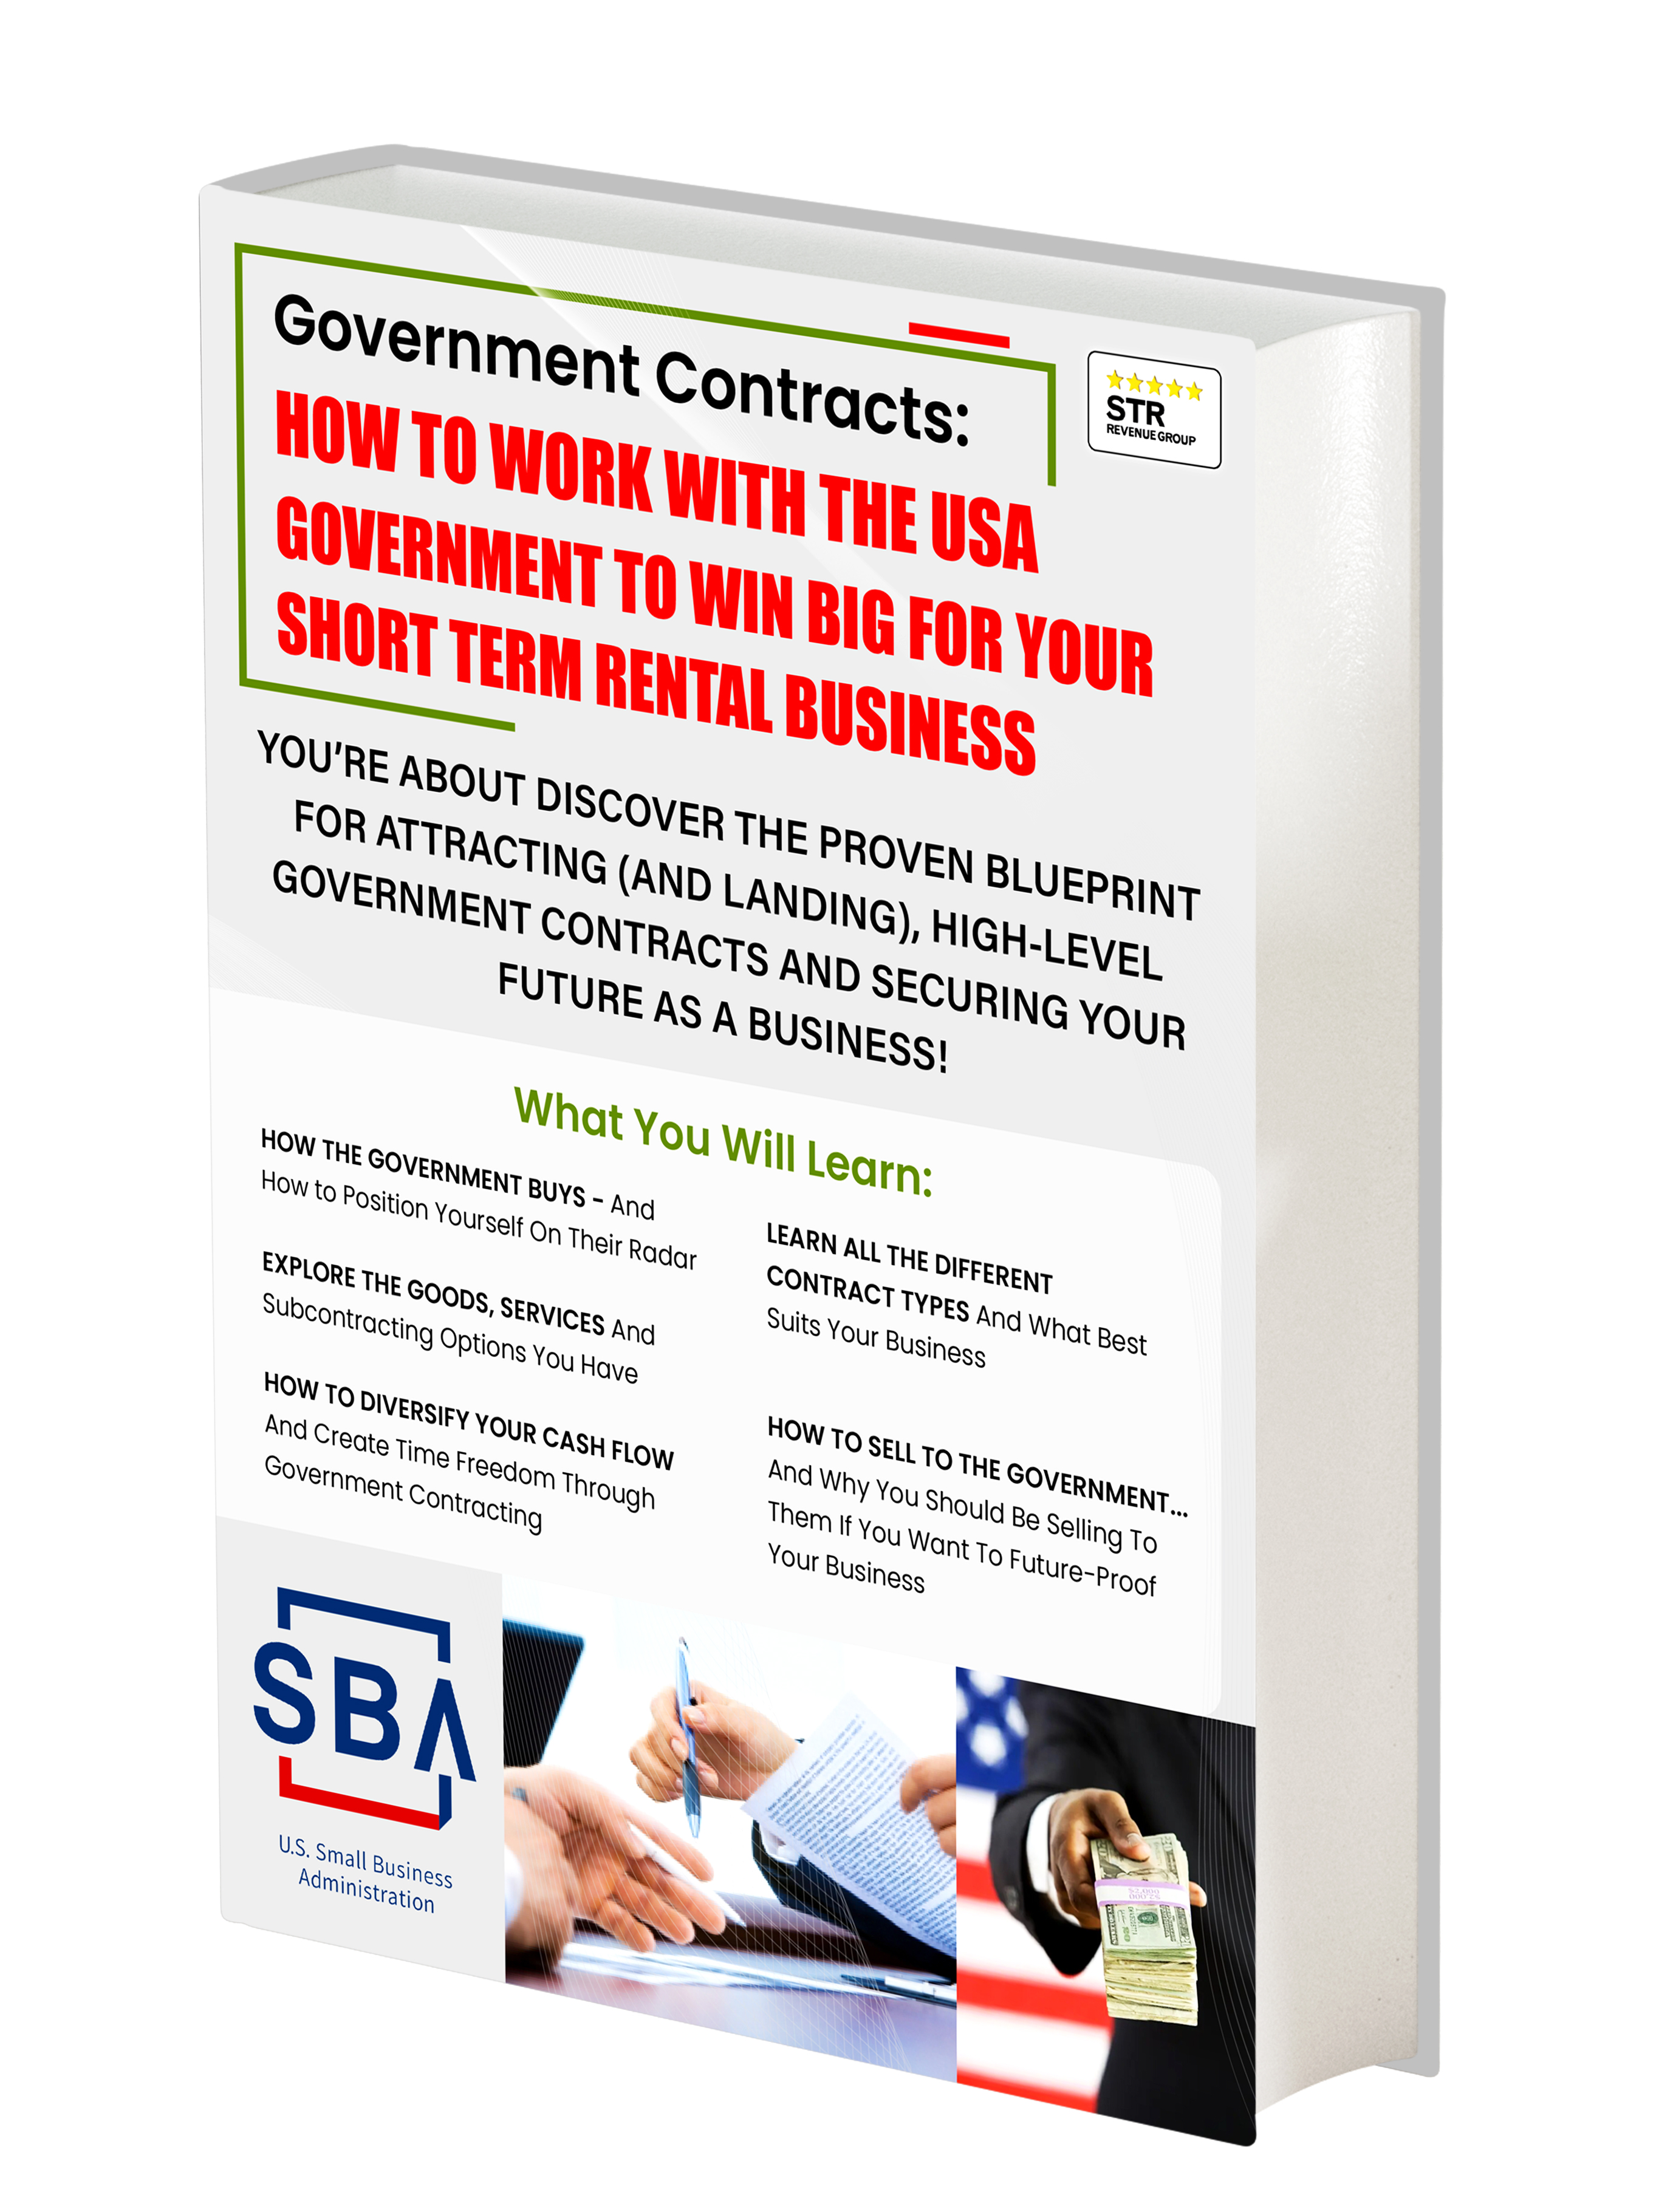 Government Contracts:
STR
REVENUE GROUP
HOW TO WORK WITH THE USA
GOVERNMENT TO WIN BIG FOR YOUR
SHORT TERM RENTAL BUSINESS
YOU'RE ABOUT DISCOVER THE PROVEN BLUEPRINT
FOR ATTRACTING (AND LANDING), HIGH-LEVEL
GOVERNMENT CONTRACTS AND SECURING YOUR
FUTURE AS A BUSINESS!
What You Will Learn:
HOW THE GOVERNMENT BUYS – And
How to Position Yourself On Their Radar
EXPLORE THE GOODS, SERVICES And
Subcontracting Options You Have
HOW TO DIVERSIFY YOUR CASH FLOW
And Create Time Freedom Through
Government Contracting
LEARN ALL THE DIFFERENT
CONTRACT TYPES And What Best
Suits Your Business
HOW TO SELL TO THE GOVERNMENT...
And Why You Should Be Selling To
Them If You Want To Future-Proof
Your Business
SBA
U.S. Small Business
Administration
$2,000